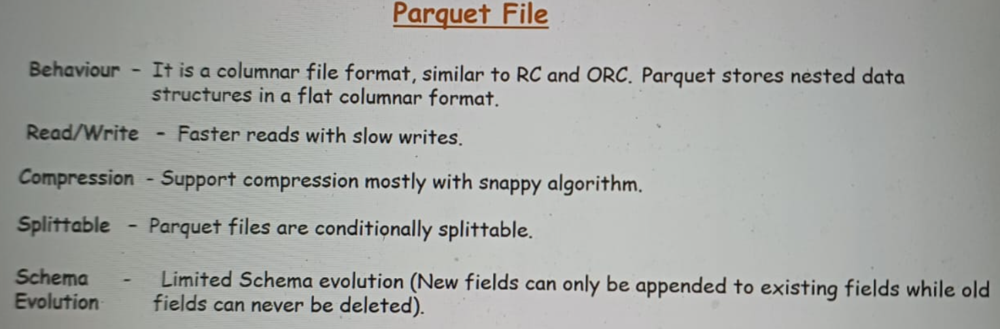 Parquet File
Behaviour - It is a columnar file format, similar to RC and ORC. Parquet stores nested data
structures in a flat columnar format.
Read/Write - Faster reads with slow writes.
Compression - Support compression mostly with snappy algorithm.
Splittable - Parquet files are conditionally splittable.
Schema - Limited Schema evolution (New fields can only be appended to existing fields while old
Evolution fields can never be deleted).